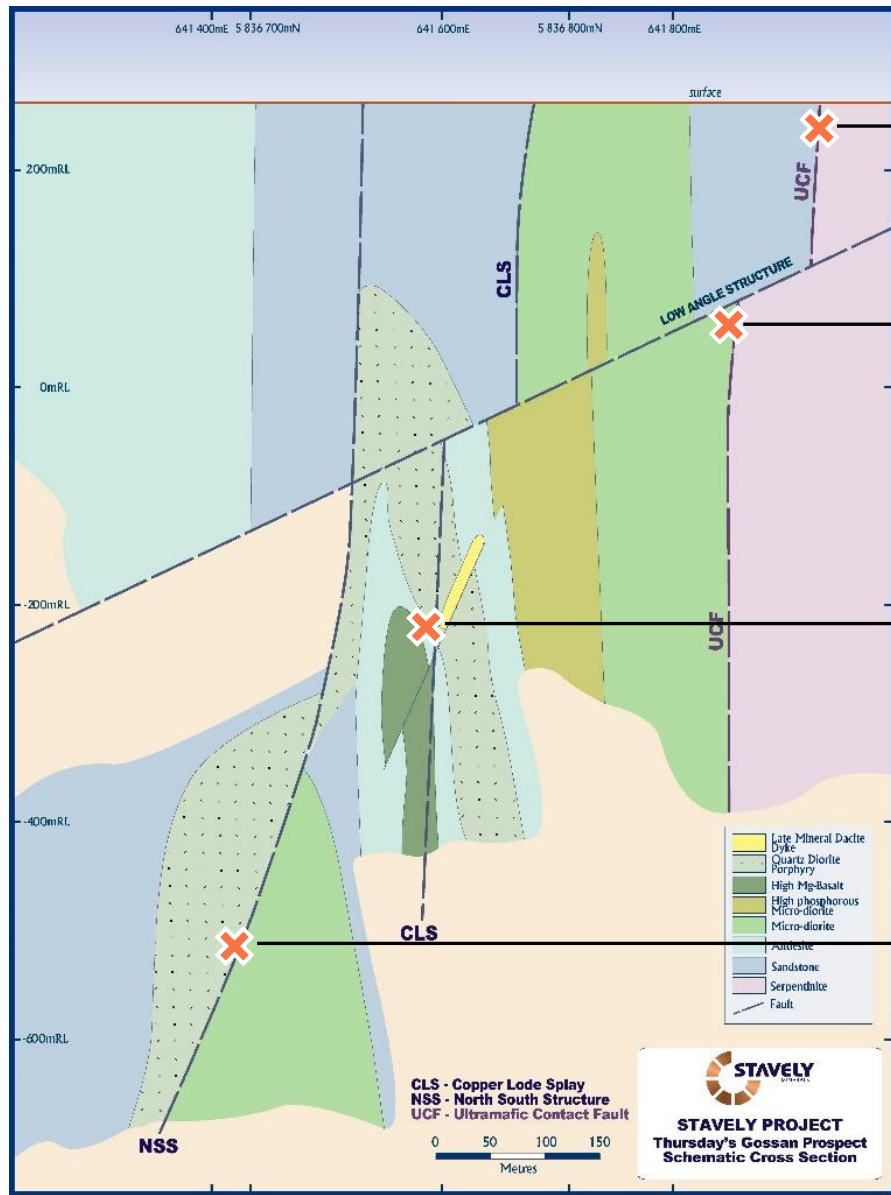 641 400mE 5 836 700mN 641 600mE 5 836 800mN 641 800mE
surface
200mRL
UCF
CLS
LOW ANGLE STRUCTURE
0mRL
-200mRL
UCF
-400mRL
Late Mineral Dacite
Dyke
Quartz Diorite
Porphyry
High Mg-Basalt
High phosphorous
Micro-diorite
Micro-diorite
Andesite
Sandstone
Serpentinite
Fault
CLS
-600mRL
NSS
CLS - Copper Lode Splay
NSS - North South Structure
UCF - Ultramafic Contact Fault
0 50 100 150
Metres
STAVELY
MINERALS
STAVELY PROJECT
Thursday's Gossan Prospect
Schematic Cross Section